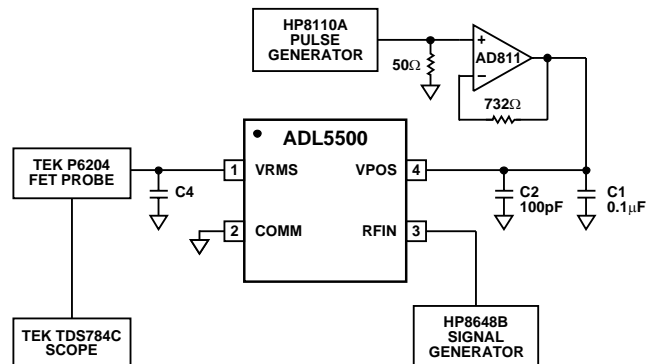 HP8110A
PULSE
GENERATOR
50Ω
+
AD811
−
732Ω
ADL5500
TEK P6204
FET PROBE
C4
1
VRMS
VPOS
4
C2
100pF
C1
0.1μF
2
COMM
RFIN
3
TEK TDS784C
SCOPE
HP8648B
SIGNAL
GENERATOR